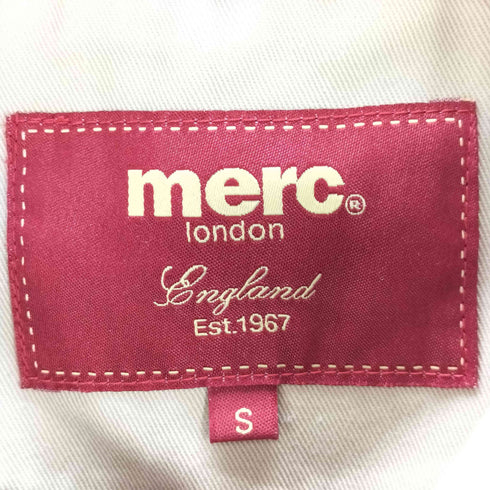 merc®
london
England
Est.1967
S